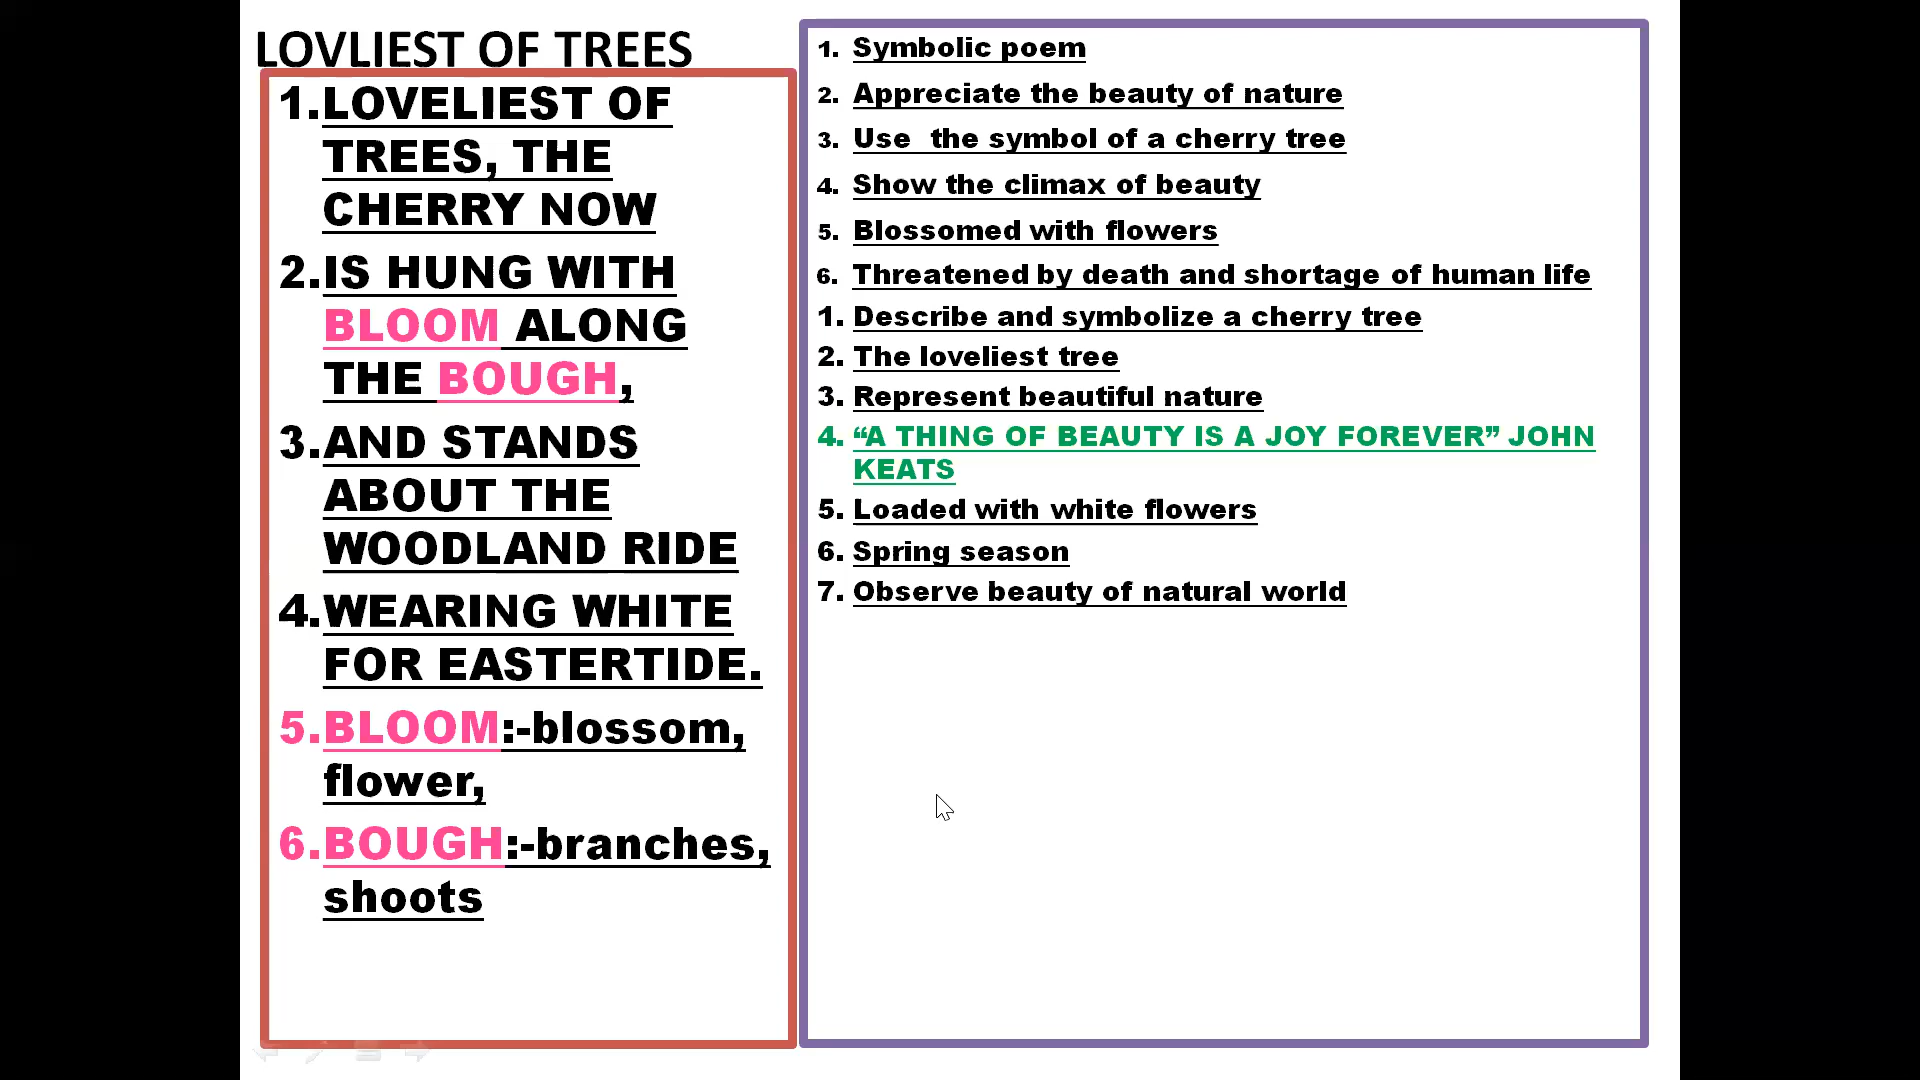 LOVLIEST OF TREES
1.LOVELIEST OF
TREES, THE
CHERRY NOW
2.IS HUNG WITH
BLOOM ALONG
THE BOUGH,
3.AND STANDS
ABOUT THE
WOODLAND RIDE
4.WEARING WHITE
FOR EASTERTIDE.
5.BLOOM:-blossom,
flower,
6.BOUGH:-branches,
shoots
1. Symbolic poem
2. Appreciate the beauty of nature
3. Use  the symbol of a cherry tree
4. Show the climax of beauty
5. Blossomed with flowers
6. Threatened by death and shortage of human life
1. Describe and symbolize a cherry tree
2. The loveliest tree
3. Represent beautiful nature
4. “A THING OF BEAUTY IS A JOY FOREVER” JOHN
KEATS
5. Loaded with white flowers
6. Spring season
7. Observe beauty of natural world